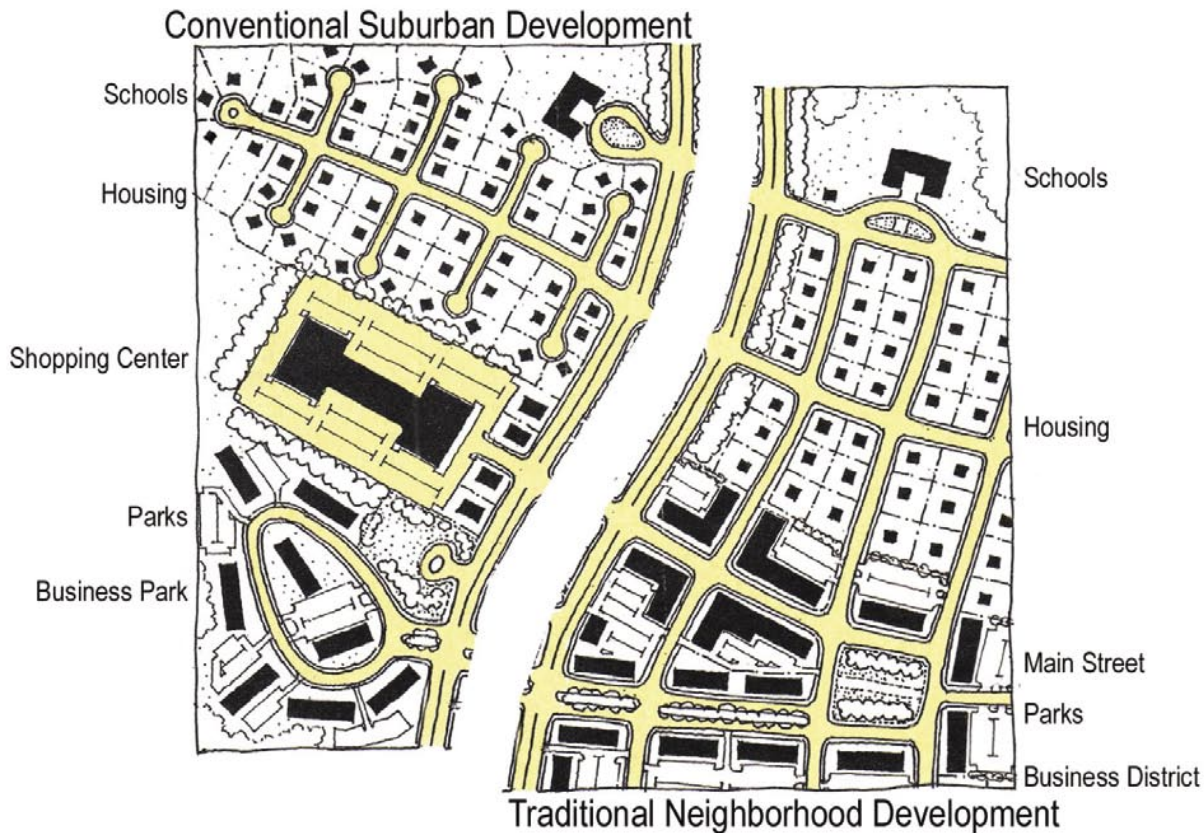 Conventional Suburban Development
Schools
Housing
Shopping Center
Parks
Business Park
Schools
Housing
Main Street
Parks
Business District
Traditional Neighborhood Development